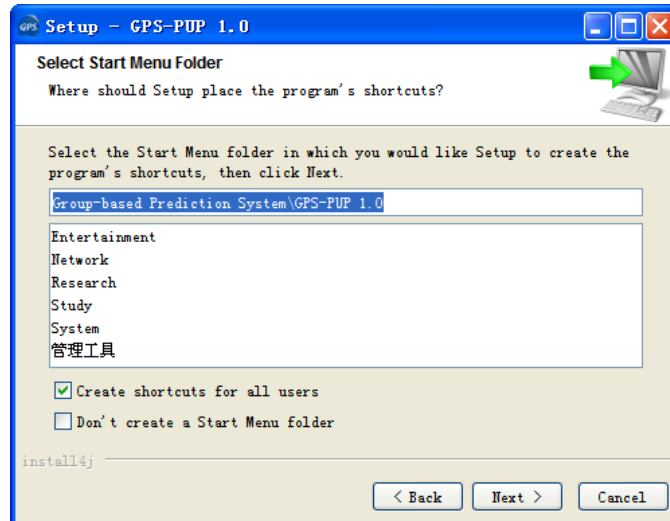 GPS Setup - GPS-PUP 1.0
Select Start Menu Folder
Where should Setup place the program's shortcuts?
Select the Start Menu folder in which you would like Setup to create the
program's shortcuts, then click Next.
Group-based Prediction System\GPS-PUP 1.0
Entertainment
Network
Research
Study
System
管理工具
Create shortcuts for all users
Don't create a Start Menu folder
install4j
< Back Next > Cancel